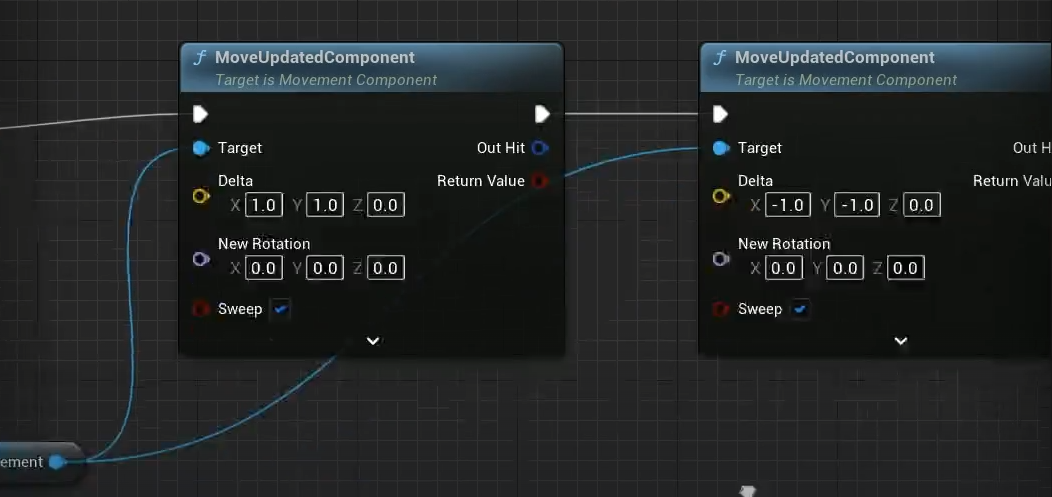 MoveUpdatedComponent
Target is Movement Component
Target
Out Hit
Delta
Return Value
X 1.0 Y 1.0 Z 0.0
New Rotation
X 0.0 Y 0.0 Z 0.0
Sweep
MoveUpdatedComponent
Target is Movement Component
Target
Out H
Delta
Return Valu
X -1.0 Y -1.0 Z 0.0
New Rotation
X 0.0 Y 0.0 Z 0.0
Sweep
ement